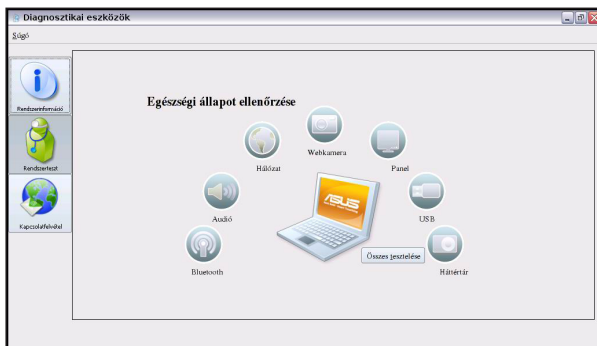 Diagnosztikai eszközök
Súgó
Rendszerinformáció
Rendszerteszt
Kapcsolatfelvétel
Egészségi állapot ellenőrzése
Webkamera
Hálózat
Panel
Audió
USB
Bluetooth
Háttértár
ASUS
Összes tesztelése